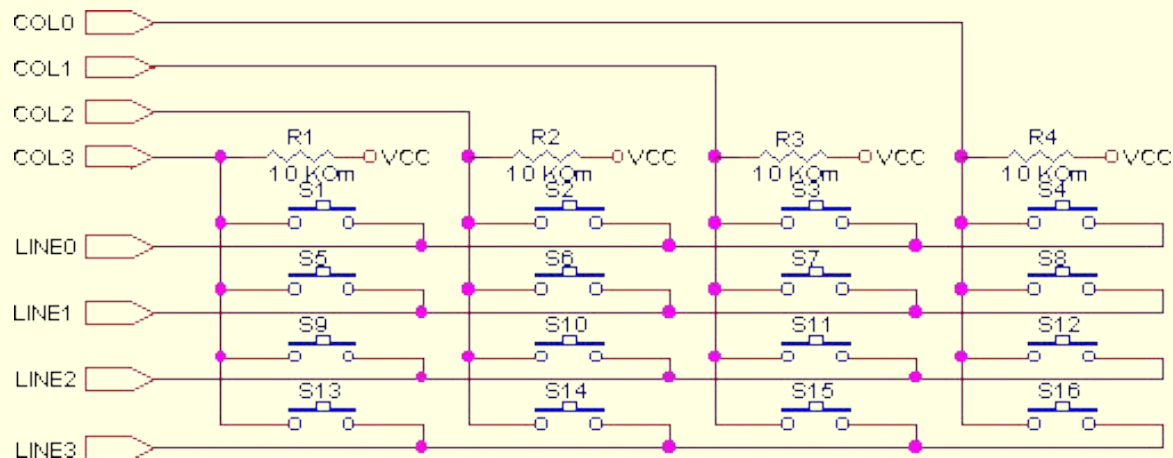 COL0
COL1
COL2
COL3
R1 R2 R3 R4
VCC VCC VCC VCC
10 KOm 10 KOm 10 KOm 10 KOm
S1 S2 S3 S4
LINE0
S5 S6 S7 S8
LINE1
S9 S10 S11 S12
LINE2
S13 S14 S15 S16
LINE3